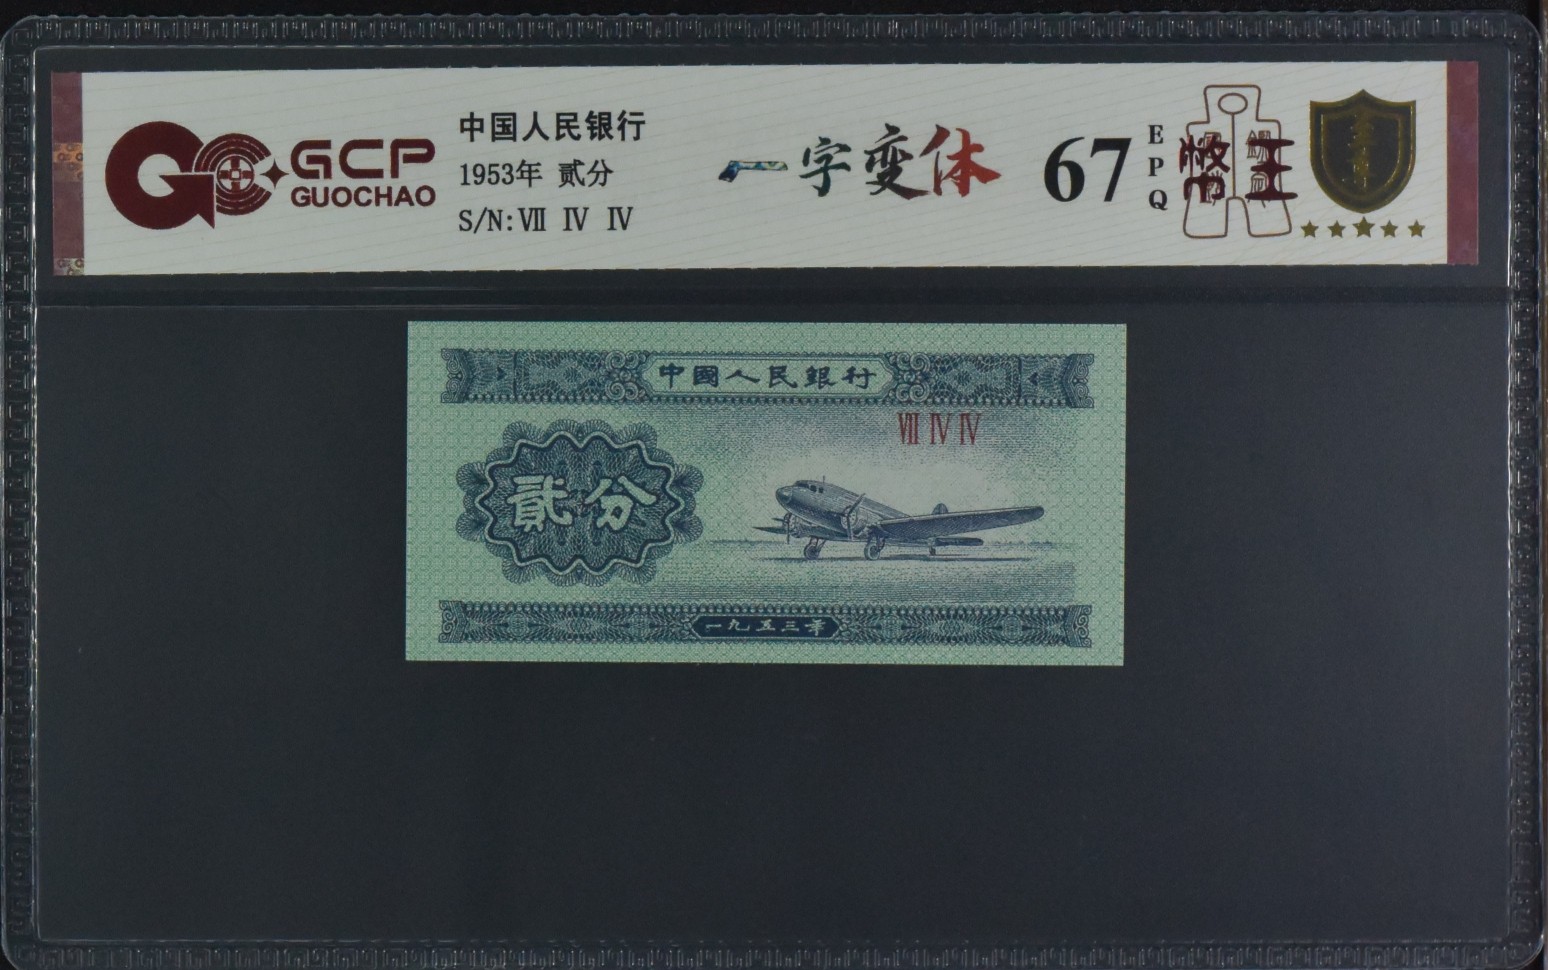 GCP
GUOCHAO
中国人民银行
1953年 贰分
S/N: Ⅶ Ⅳ Ⅳ
一字变体
67
EPQ
★★★★★
中國人民銀行
Ⅶ Ⅳ Ⅳ
貳分
一九五三年